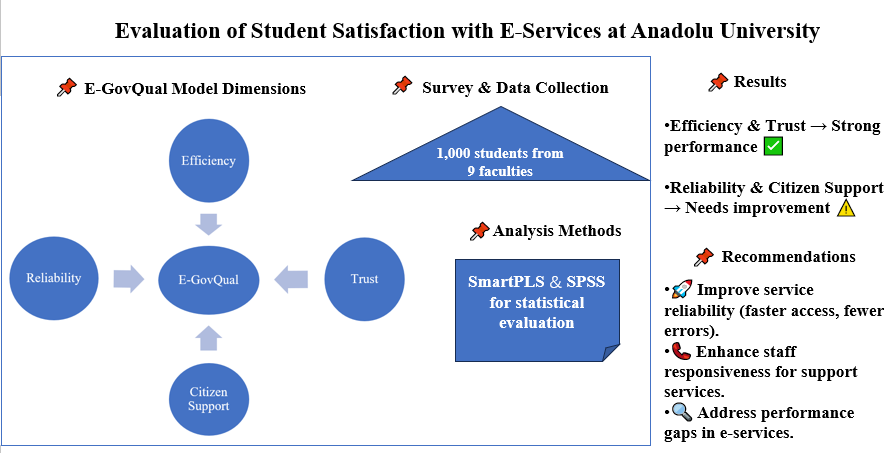 Evaluation of Student Satisfaction with E-Services at Anadolu University
📌 E-GovQual Model Dimensions
Efficiency
Reliability
E-GovQual
Trust
Citizen
Support
📌 Survey & Data Collection
1,000 students from
9 faculties
📌 Analysis Methods
SmartPLS & SPSS
for statistical
evaluation
📌 Results
•Efficiency & Trust → Strong
performance ✅
•Reliability & Citizen Support
→ Needs improvement ⚠️
📌 Recommendations
•🚀 Improve service
reliability (faster access, fewer
errors).
•📞 Enhance staff
responsiveness for support
services.
•🔍 Address performance
gaps in e-services.